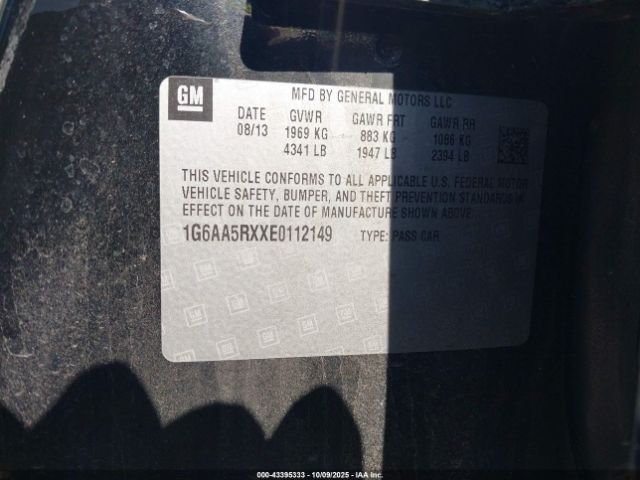 GM
MFD BY GENERAL MOTORS LLC
DATE GVWR GAWR FRT GAWR RR
08/13 1969 KG 883 KG 1086 KG
4341 LB 1947 LB 2394 LB
THIS VEHICLE CONFORMS TO ALL APPLICABLE U.S. FEDERAL MOTOR
VEHICLE SAFETY, BUMPER, AND THEFT PREVENTION STANDARDS IN
EFFECT ON THE DATE OF MANUFACTURE SHOWN ABOVE.
1G6AA5RXXE0112149 TYPE: PASS CAR
000-43395333 - 10/09/2025 - IAA Inc.